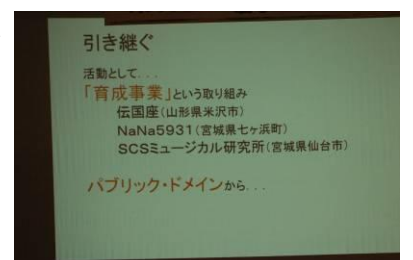 引き継ぐ
活動として...
「育成事業」という取り組み
伝国座(山形県米沢市)
NaNa5931(宮城県七ヶ浜町)
SCSミュージカル研究所(宮城県仙台市)
パブリック・ドメインから...